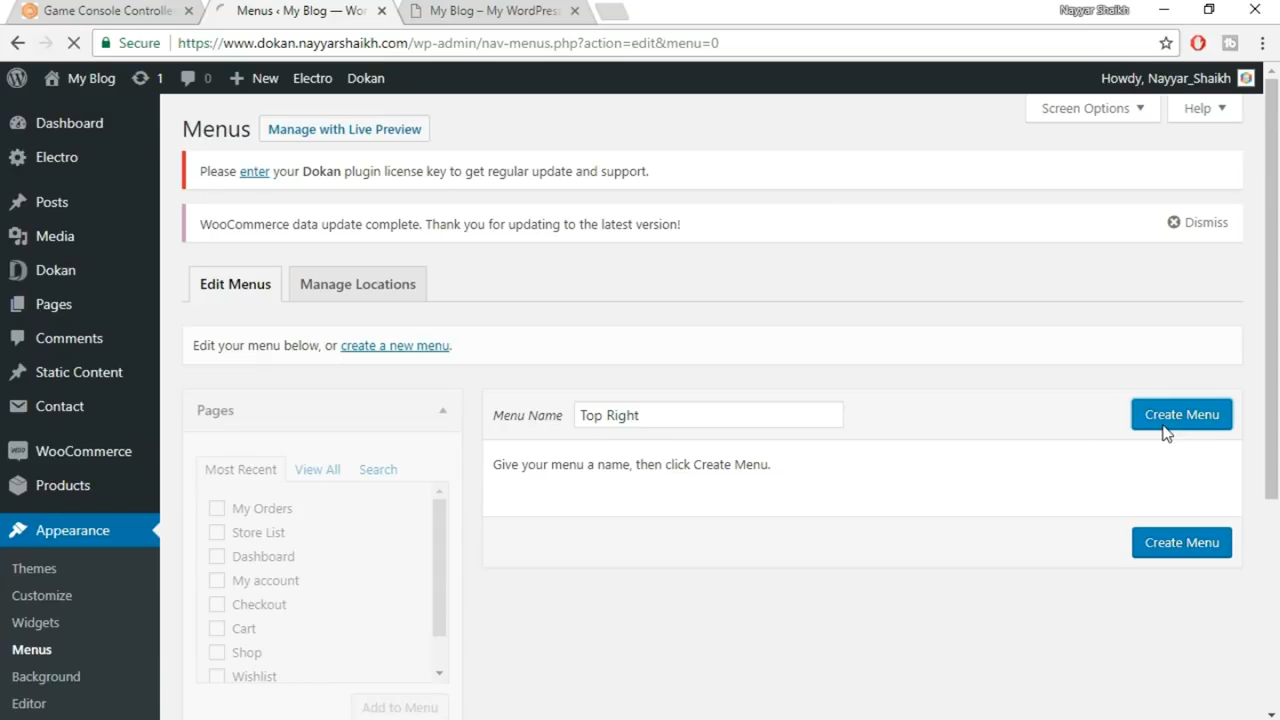 Game Console Controlle
Menus ‹ My Blog — Wor
My Blog – My WordPress
Nayyar Shaikh
Secure
https://www.dokan.nayyarshaikh.com/wp-admin/nav-menus.php?action=edit&menu=0
My Blog
1
0
New
Electro
Dokan
Howdy, Nayyar_Shaikh
Screen Options
Help
Dashboard
Electro
Posts
Media
Dokan
Pages
Comments
Static Content
Contact
WooCommerce
Products
Appearance
Themes
Customize
Widgets
Menus
Background
Editor
Menus
Manage with Live Preview
Please enter your Dokan plugin license key to get regular update and support.
WooCommerce data update complete. Thank you for updating to the latest version!
Dismiss
Edit Menus
Manage Locations
Edit your menu below, or create a new menu.
Pages
Most Recent
View All
Search
My Orders
Store List
Dashboard
My account
Checkout
Cart
Shop
Wishlist
Add to Menu
Menu Name
Top Right
Create Menu
Give your menu a name, then click Create Menu.
Create Menu